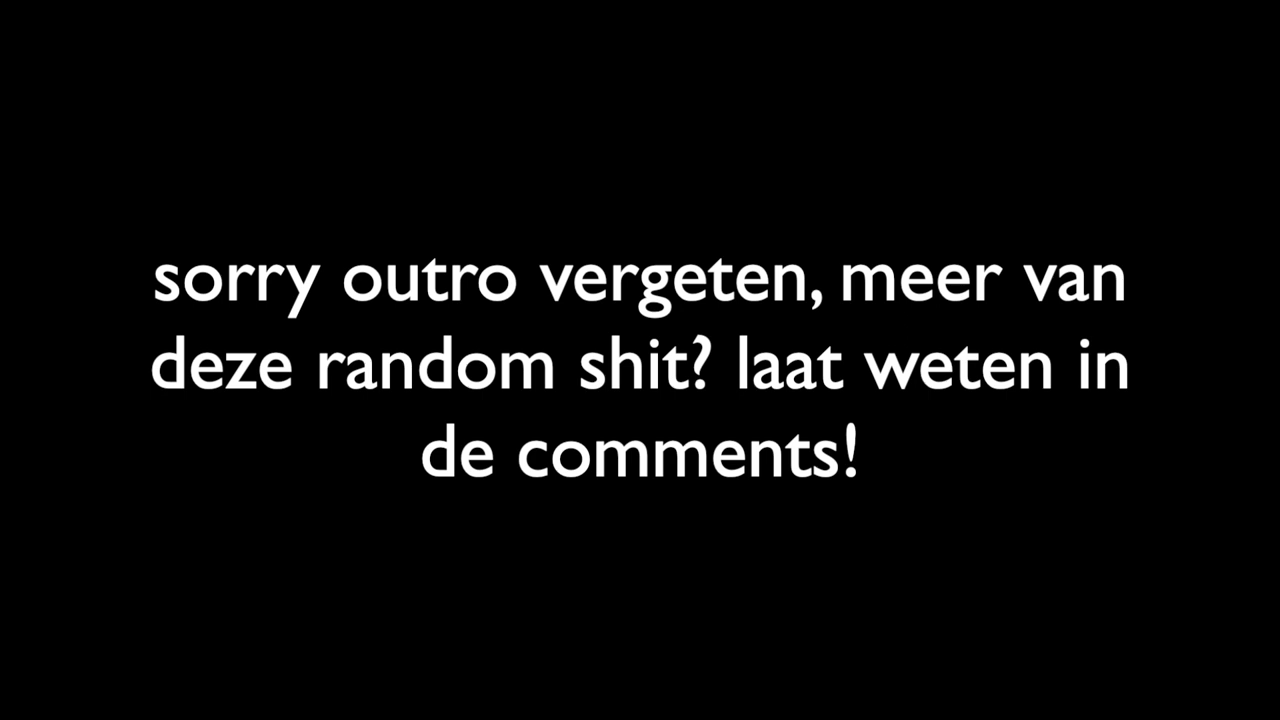 sorry outro vergeten, meer van
deze random shit? laat weten in
de comments!